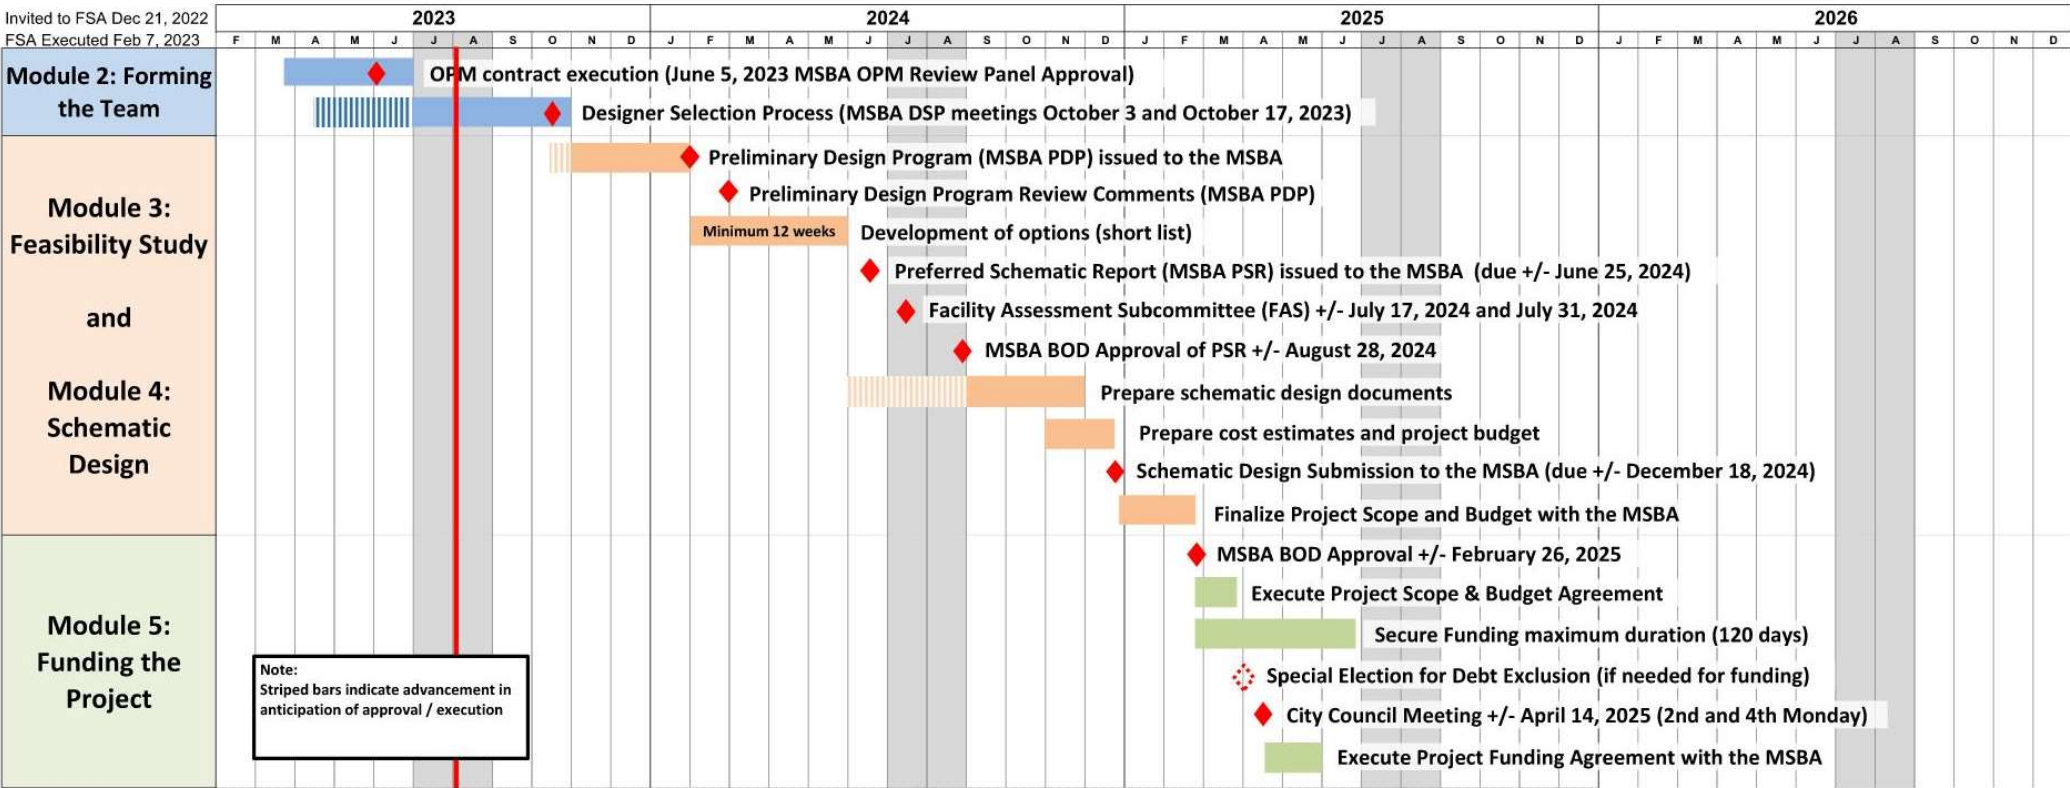 Invited to FSA Dec 21, 2022
FSA Executed Feb 7, 2023
2023 2024 2025 2026
F M A M J J A S O N D J F M A M J J A S O N D J F M A M J J A S O N D J F M A M J J A S O N D
Module 2: Forming
the Team
OPM contract execution (June 5, 2023 MSBA OPM Review Panel Approval)
Designer Selection Process (MSBA DSP meetings October 3 and October 17, 2023)
Module 3:
Feasibility Study
and
Module 4:
Schematic
Design
Preliminary Design Program (MSBA PDP) issued to the MSBA
Preliminary Design Program Review Comments (MSBA PDP)
Minimum 12 weeks Development of options (short list)
Preferred Schematic Report (MSBA PSR) issued to the MSBA (due +/- June 25, 2024)
Facility Assessment Subcommittee (FAS) +/- July 17, 2024 and July 31, 2024
MSBA BOD Approval of PSR +/- August 28, 2024
Prepare schematic design documents
Prepare cost estimates and project budget
Schematic Design Submission to the MSBA (due +/- December 18, 2024)
Finalize Project Scope and Budget with the MSBA
Module 5:
Funding the
Project
MSBA BOD Approval +/- February 26, 2025
Execute Project Scope & Budget Agreement
Secure Funding maximum duration (120 days)
Special Election for Debt Exclusion (if needed for funding)
City Council Meeting +/- April 14, 2025 (2nd and 4th Monday)
Execute Project Funding Agreement with the MSBA
Note:
Striped bars indicate advancement in
anticipation of approval / execution